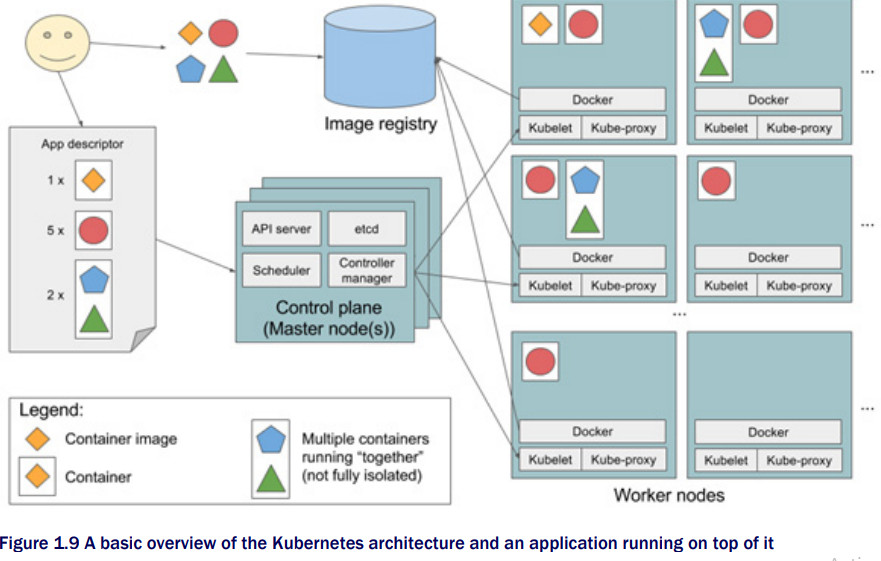 Image registry
App descriptor
1 x
5 x
2 x
API server
etcd
Scheduler
Controller
manager
Control plane
(Master node(s))
Docker
Kubelet
Kube-proxy
Docker
Kubelet
Kube-proxy
...
Docker
Kubelet
Kube-proxy
Docker
Kubelet
Kube-proxy
...
...
Docker
Kubelet
Kube-proxy
Docker
Kubelet
Kube-proxy
...
Worker nodes
Legend:
Container image
Container
Multiple containers
running “together”
(not fully isolated)
Figure 1.9 A basic overview of the Kubernetes architecture and an application running on top of it